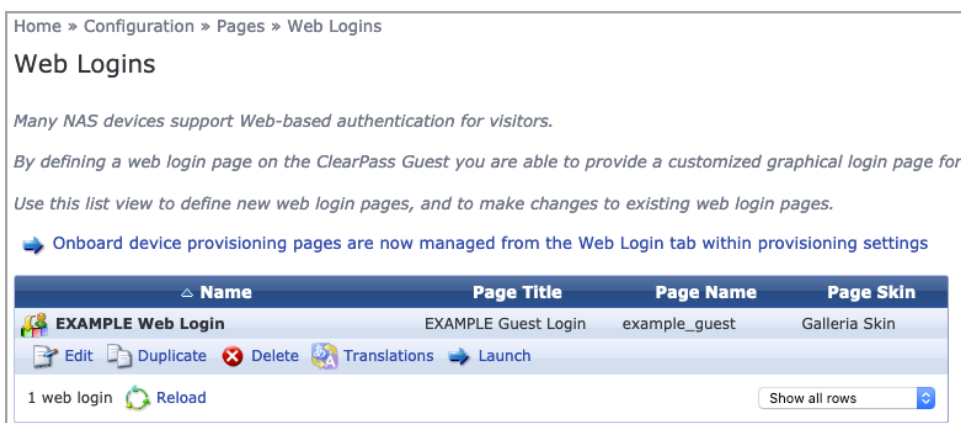 Home » Configuration » Pages » Web Logins
Web Logins
Many NAS devices support Web-based authentication for visitors.
By defining a web login page on the ClearPass Guest you are able to provide a customized graphical login page for
Use this list view to define new web login pages, and to make changes to existing web login pages.
Onboard device provisioning pages are now managed from the Web Login tab within provisioning settings
Name Page Title Page Name Page Skin
EXAMPLE Web Login EXAMPLE Guest Login example_guest Galleria Skin
Edit Duplicate Delete Translations Launch
1 web login Reload Show all rows